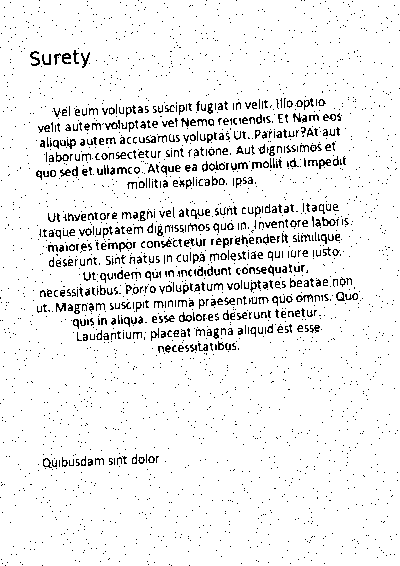 Surety
Vel eum voluptas suscipit fugiat in velit. Illo optio
velit autem voluptate vel Nemo reiciendis. Et Nam eos
aliquip autem accusamus voluptas Ut. Pariatur?At aut
laborum consectetur sint ratione. Aut dignissimos et
quo sed et ullamco. Atque ea dolorum mollit id. Impedit
mollitia explicabo. ipsa.
Ut inventore magni vel atque sunt cupidatat. Itaque
Itaque voluptatem dignissimos quo in. Inventore laboris
maiores tempor consectetur reprehenderit similique
deserunt. Sint natus in culpa molestiae qui iure iusto.
Ut quidem qui in incididunt consequatur,
necessitatibus. Porro voluptatum voluptates beatae non
ut. Magnam suscipit minima praesentium quo omnis. Quo
quis in aliqua. esse dolores deserunt tenetur.
Laudantium, placeat magna aliquid est esse
necessitatibus.
Quibusdam sint dolor